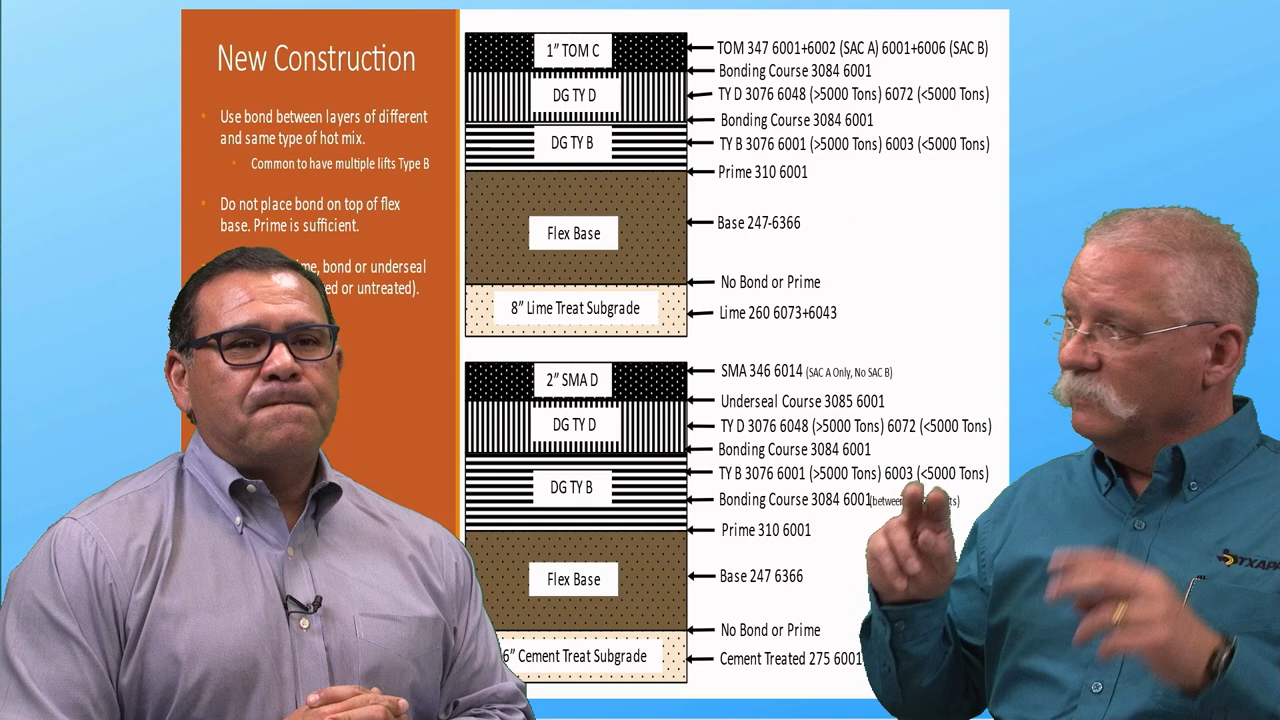 New Construction
Use bond between layers of different
and same type of hot mix.
Common to have multiple lifts Type B
Do not place bond on top of flex
base. Prime is sufficient.
bond or underseal
or untreated).
1” TOM C
DG TY D
DG TY B
Flex Base
8” Lime Treat Subgrade
TOM 347 6001+6002 (SAC A) 6001+6006 (SAC B)
Bonding Course 3084 6001
TY D 3076 6048 (>5000 Tons) 6072 (<5000 Tons)
Bonding Course 3084 6001
TY B 3076 6001 (>5000 Tons) 6003 (<5000 Tons)
Prime 310 6001
Base 247-6366
No Bond or Prime
Lime 260 6073+6043
2” SMA D
DG TY D
DG TY B
Flex Base
6” Cement Treat Subgrade
SMA 346 6014 (SAC A Only, No SAC B)
Underseal Course 3085 6001
TY D 3076 6048 (>5000 Tons) 6072 (<5000 Tons)
Bonding Course 3084 6001
TY B 3076 6001 (>5000 Tons) 6003 (<5000 Tons)
Bonding Course 3084 6001
Prime 310 6001
Base 247 6366
No Bond or Prime
Cement Treated 275 6001